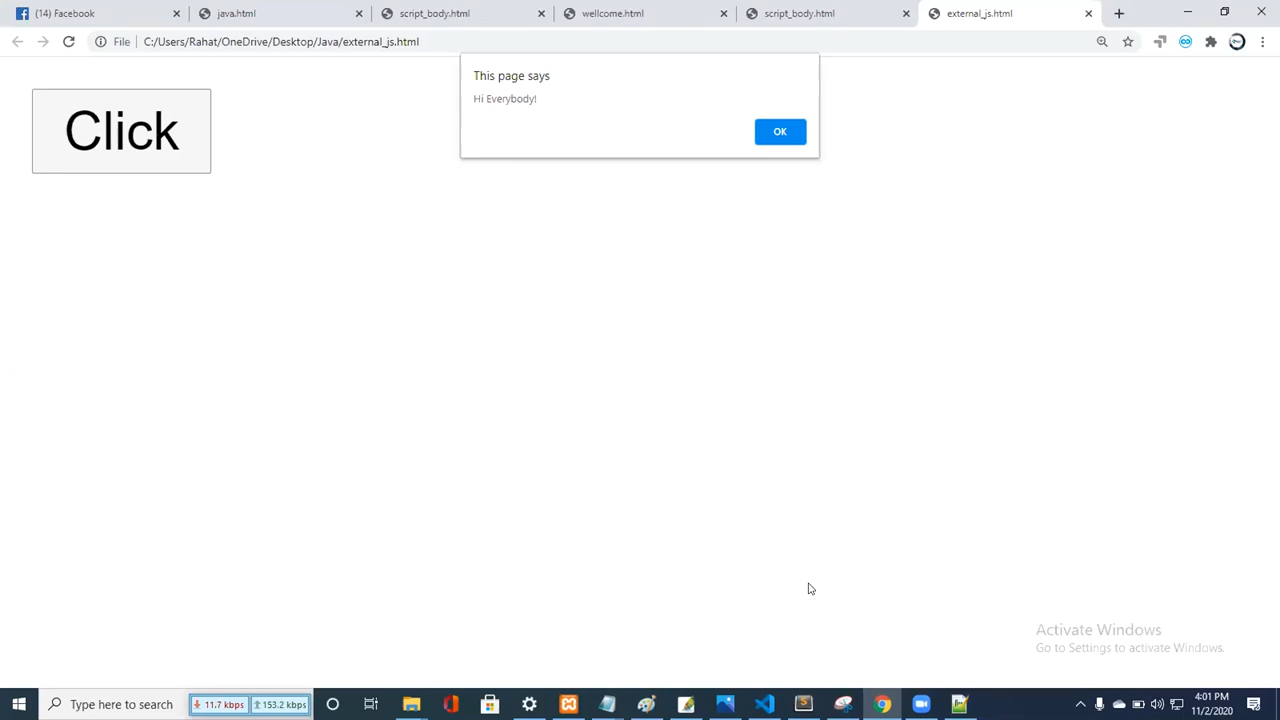 (14) Facebook
java.html
script_body.html
wellcome.html
script_body.html
external_js.html
File
C:/Users/Rahat/OneDrive/Desktop/Java/external_js.html
This page says
Hi Everybody!
OK
Click
Activate Windows
Go to Settings to activate Windows.
Type here to search
11.7 kbps
153.2 kbps
4:01 PM
11/2/2020